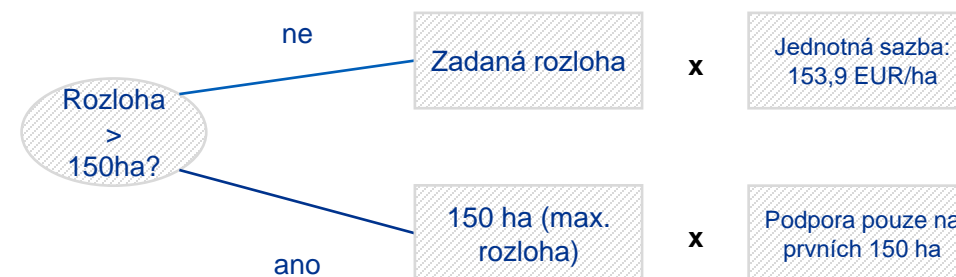 ne
Zadaná rozloha
x
Jednotná sazba:
153,9 EUR/ha
Rozloha
>
150ha?
150 ha (max.
rozloha)
x
Podpora pouze na
prvních 150 ha
ano